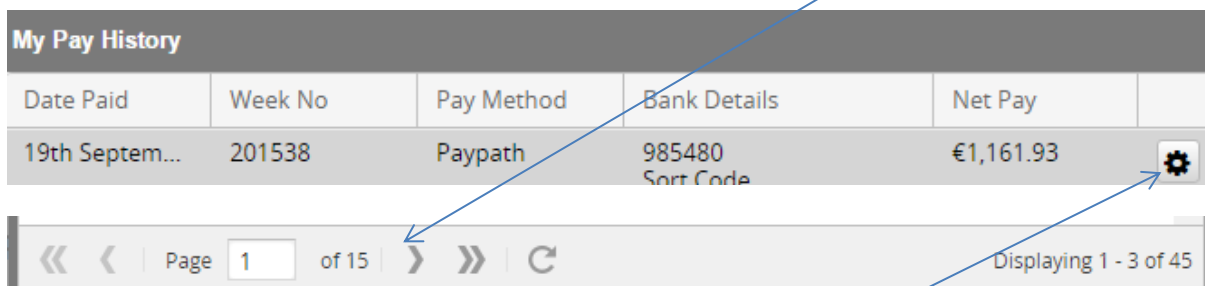 My Pay History
Date Paid Week No Pay Method Bank Details Net Pay
19th Septem... 201538 Paypath 985480 €1,161.93
Sort Code
Page 1 of 15 Displaying 1 - 3 of 45